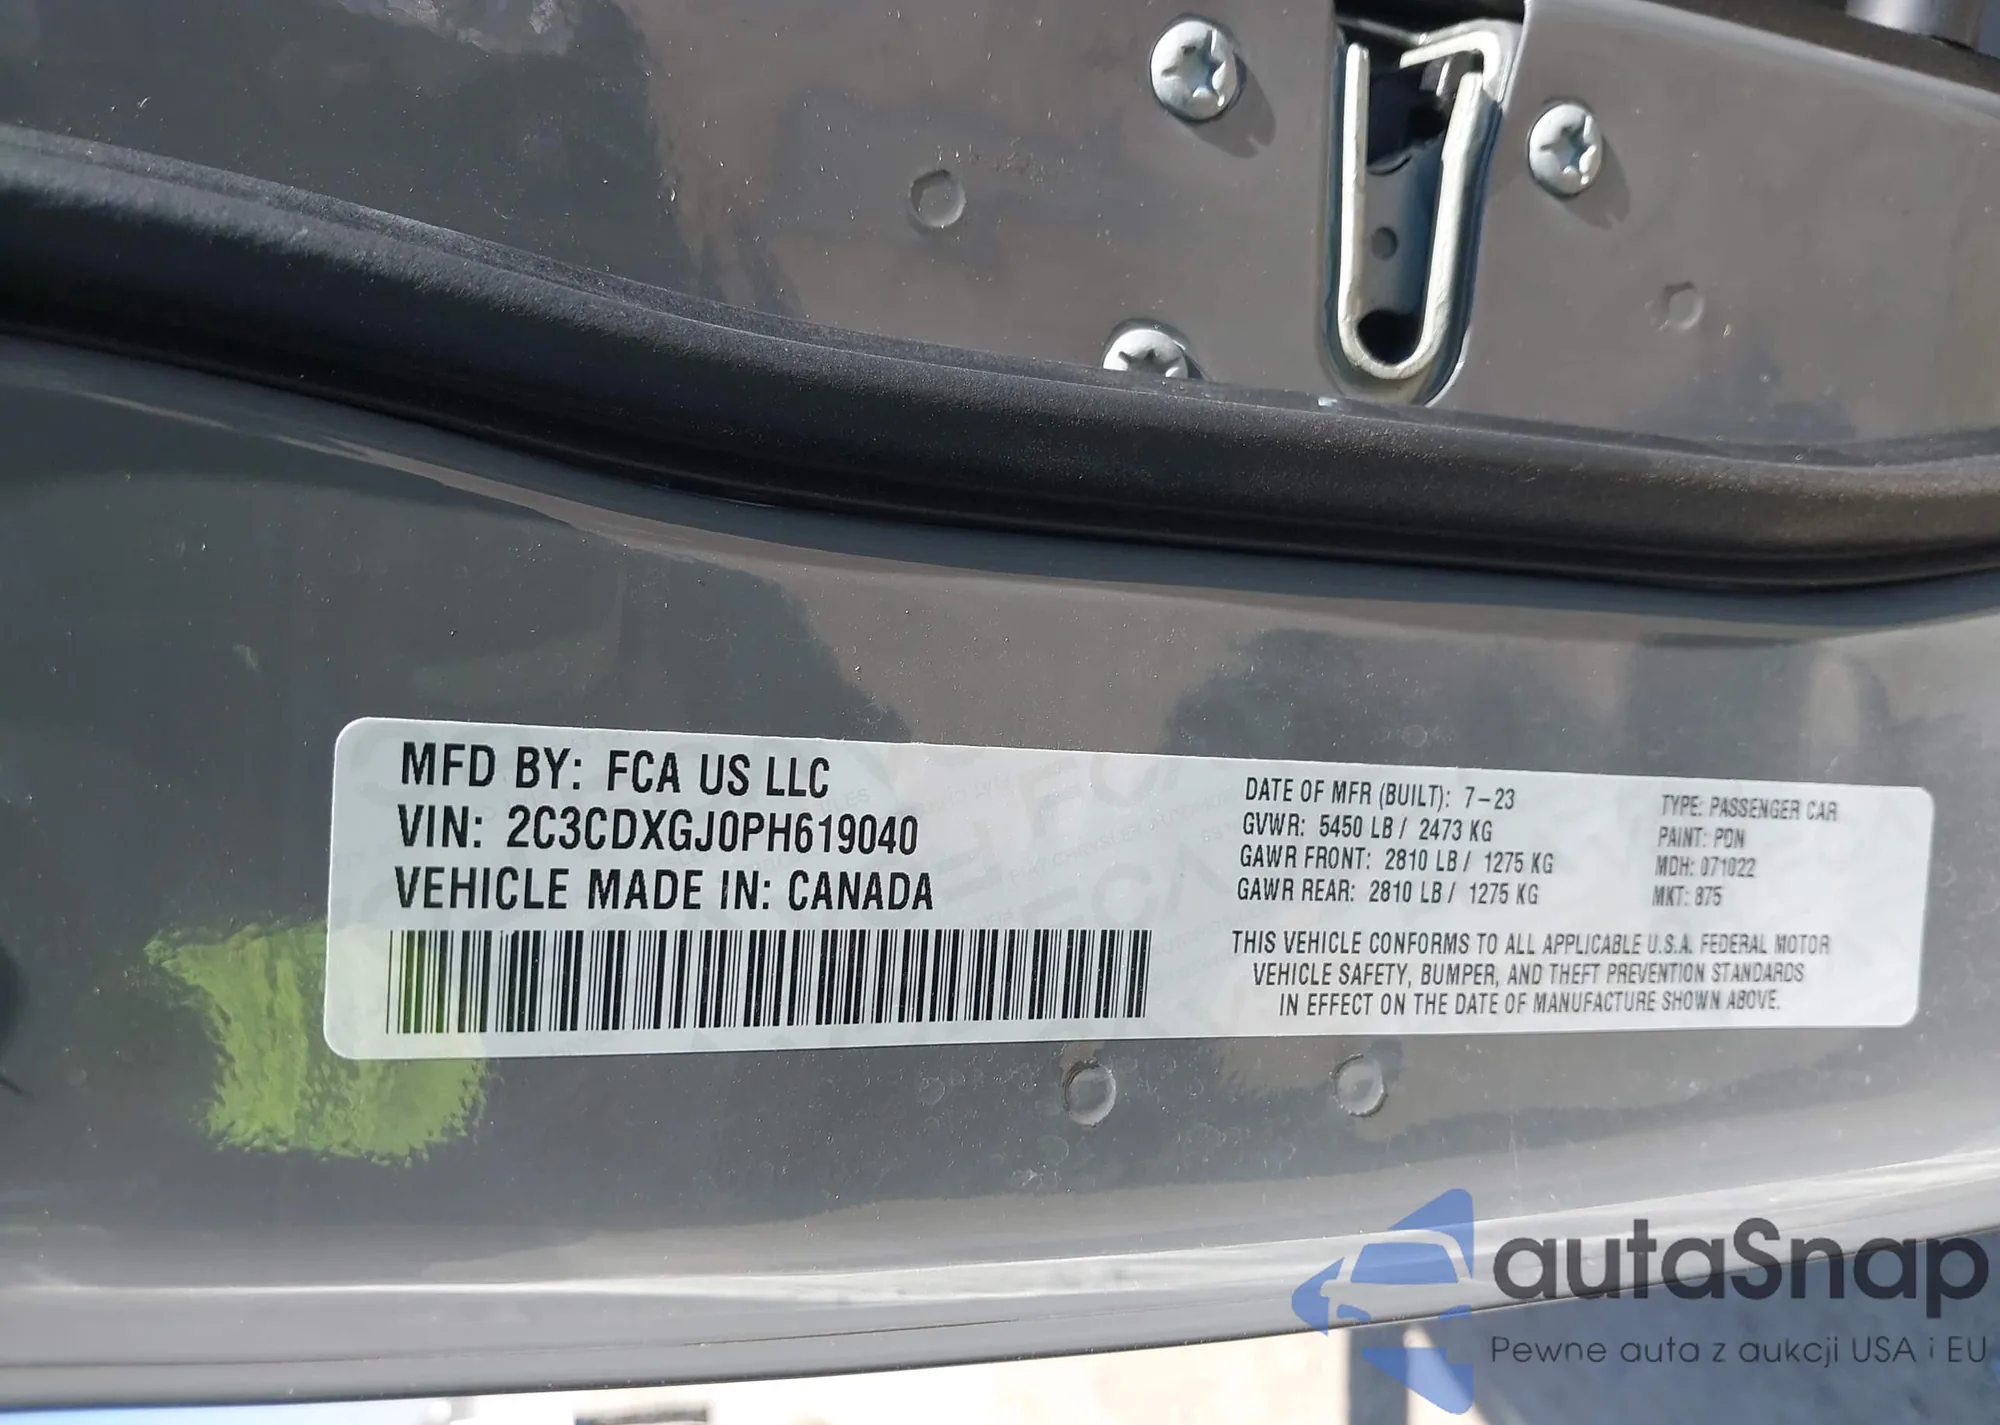 MFD BY: FCA US LLC
VIN: 2C3CDXGJ0PH619040
VEHICLE MADE IN: CANADA
DATE OF MFR (BUILT): 7-23
GVWR: 5450 LB / 2473 KG
GAWR FRONT: 2810 LB / 1275 KG
GAWR REAR: 2810 LB / 1275 KG
TYPE: PASSENGER CAR
PAINT: PDN
MDH: 071022
MKT: 875
THIS VEHICLE CONFORMS TO ALL APPLICABLE U.S.A. FEDERAL MOTOR
VEHICLE SAFETY, BUMPER, AND THEFT PREVENTION STANDARDS
IN EFFECT ON THE DATE OF MANUFACTURE SHOWN ABOVE.
autaSnap
Pewne auta z aukcji USA i EU